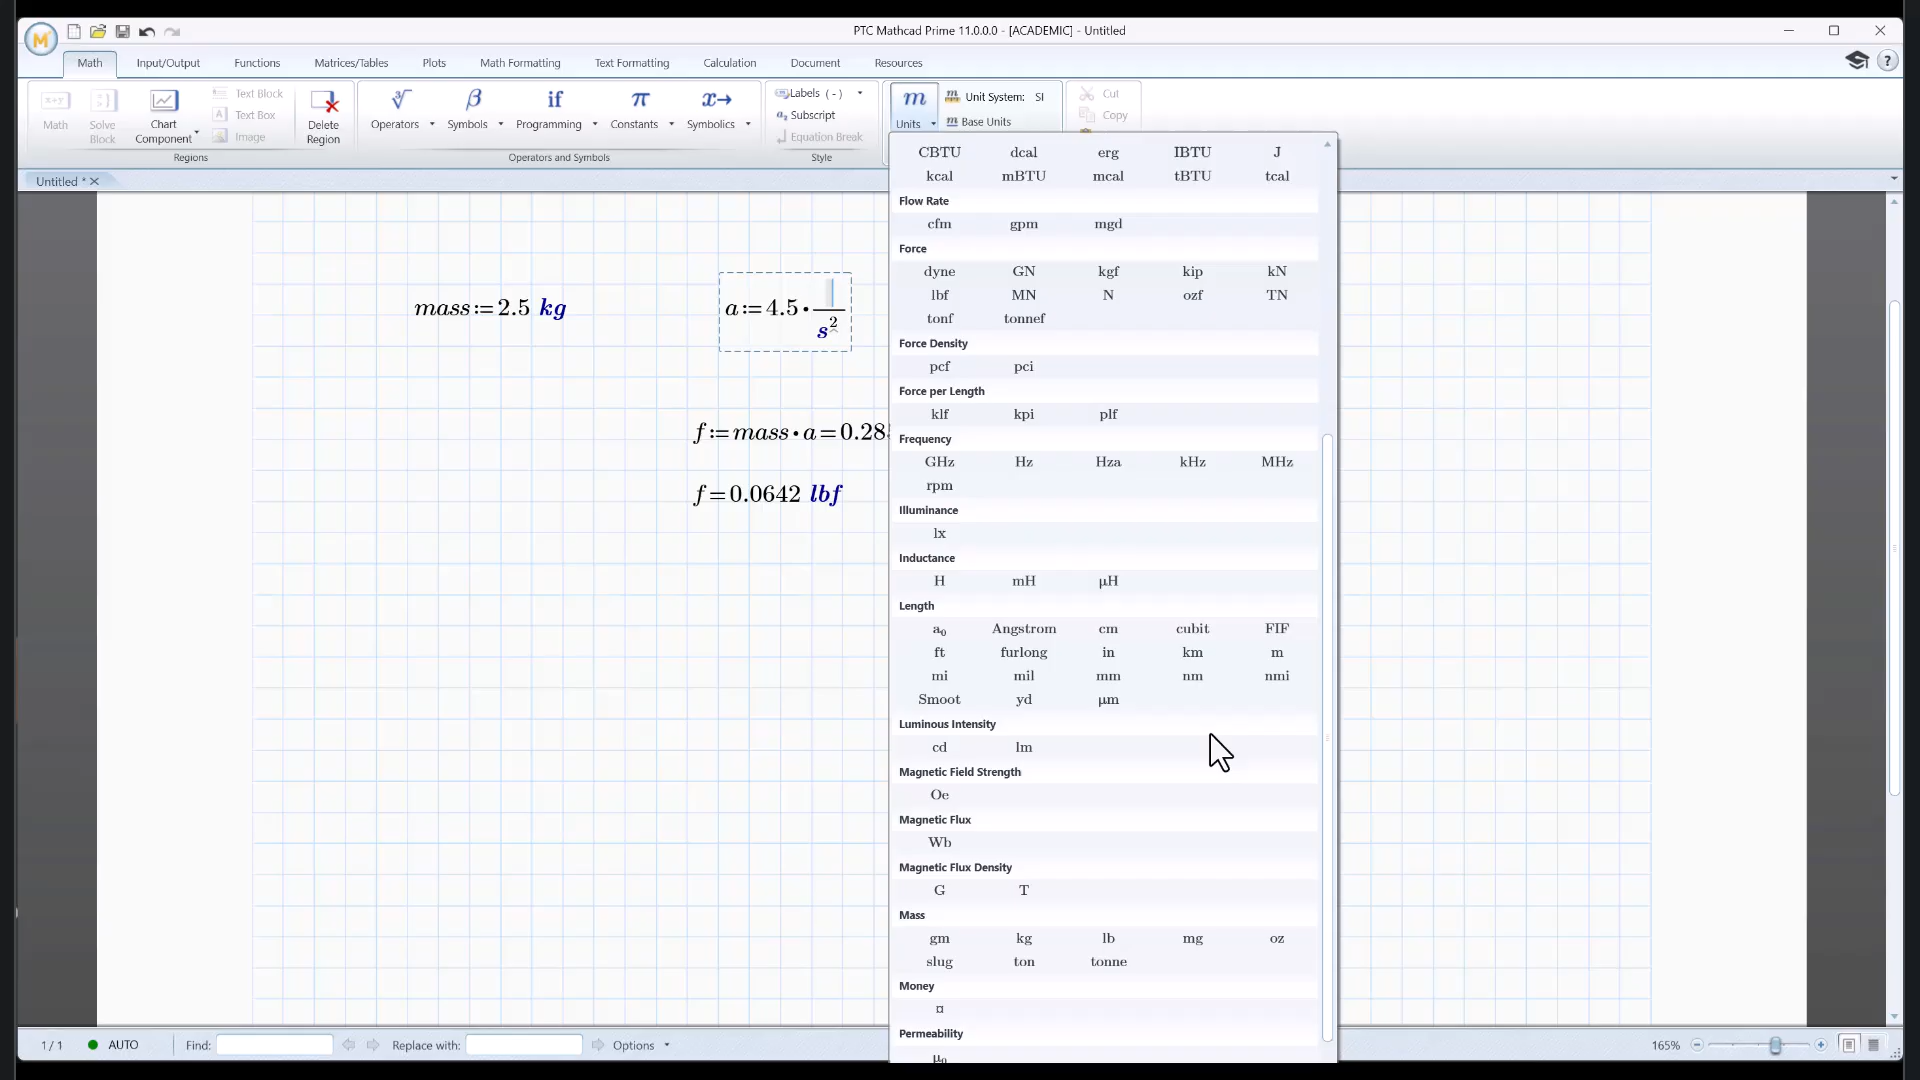 PTC Mathcad Prime 11.0.0.0 - [ACADEMIC] - Untitled
Math Input/Output Functions Matrices/Tables Plots Math Formatting Text Formatting Calculation Document Resources
Math
Solve
Block
Chart
Component
Text Block
Text Box
Image
Delete
Region
Regions
Operators
Symbols
if
Programming
π
Constants
Symbolics
Operators and Symbols
Labels ( - )
Subscript
Equation Break
Style
m
Units
Unit System: SI
Base Units
Cut
Copy
Untitled *
mass:=2.5 kg
a:=4.5· /s²
f:=mass·a=0.28
f=0.0642 lbf
CBTU dcal erg IBTU J
kcal mBTU mcal tBTU tcal
Flow Rate
cfm gpm mgd
Force
dyne GN kgf kip kN
lbf MN N ozf TN
tonf tonnef
Force Density
pcf pci
Force per Length
klf kpi plf
Frequency
GHz Hz Hza kHz MHz
rpm
Illuminance
lx
Inductance
H mH μH
Length
a₀ Angstrom cm cubit FIF
ft furlong in km m
mi mil mm nm nmi
Smoot yd μm
Luminous Intensity
cd lm
Magnetic Field Strength
Oe
Magnetic Flux
Wb
Magnetic Flux Density
G T
Mass
gm kg lb mg oz
slug ton tonne
Money
¤
Permeability
μ₀
1 / 1 AUTO Find: Replace with: Options 165%